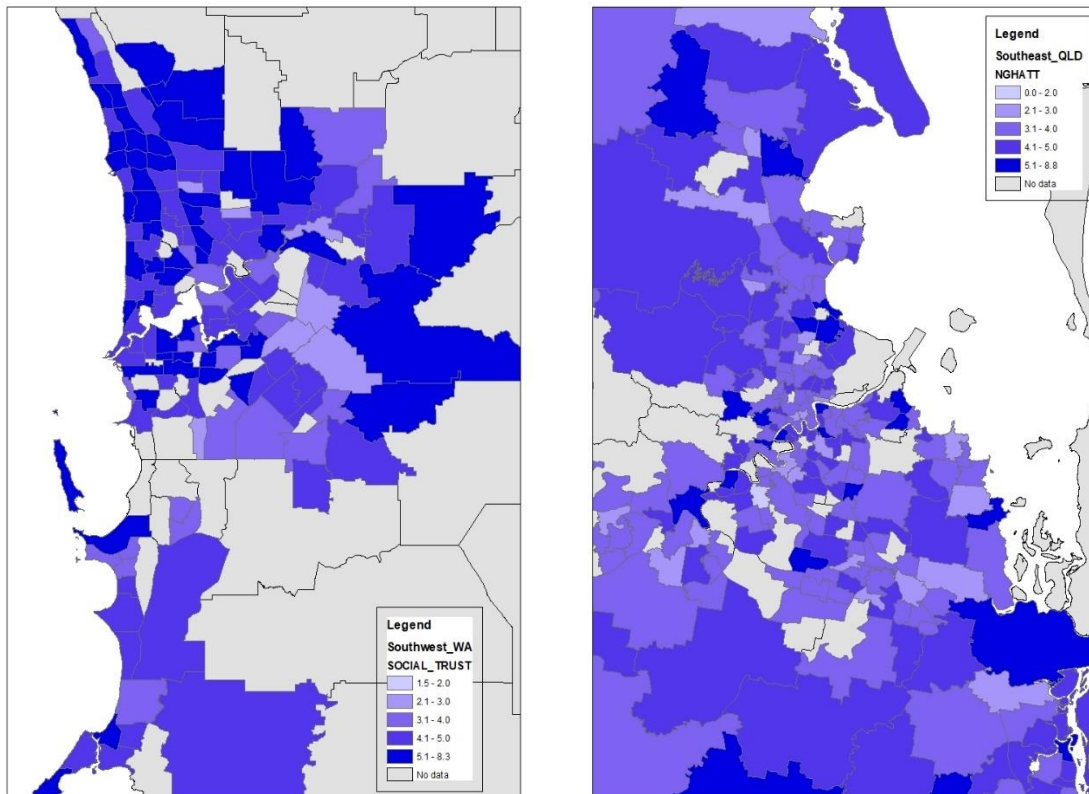 Legend
Southwest_WA
SOCIAL_TRUST
1.5 - 2.0
2.1 - 3.0
3.1 - 4.0
4.1 - 5.0
5.1 - 8.3
No data
Legend
Southeast_QLD
NGHATT
0.0 - 2.0
2.1 - 3.0
3.1 - 4.0
4.1 - 5.0
5.1 - 8.8
No data